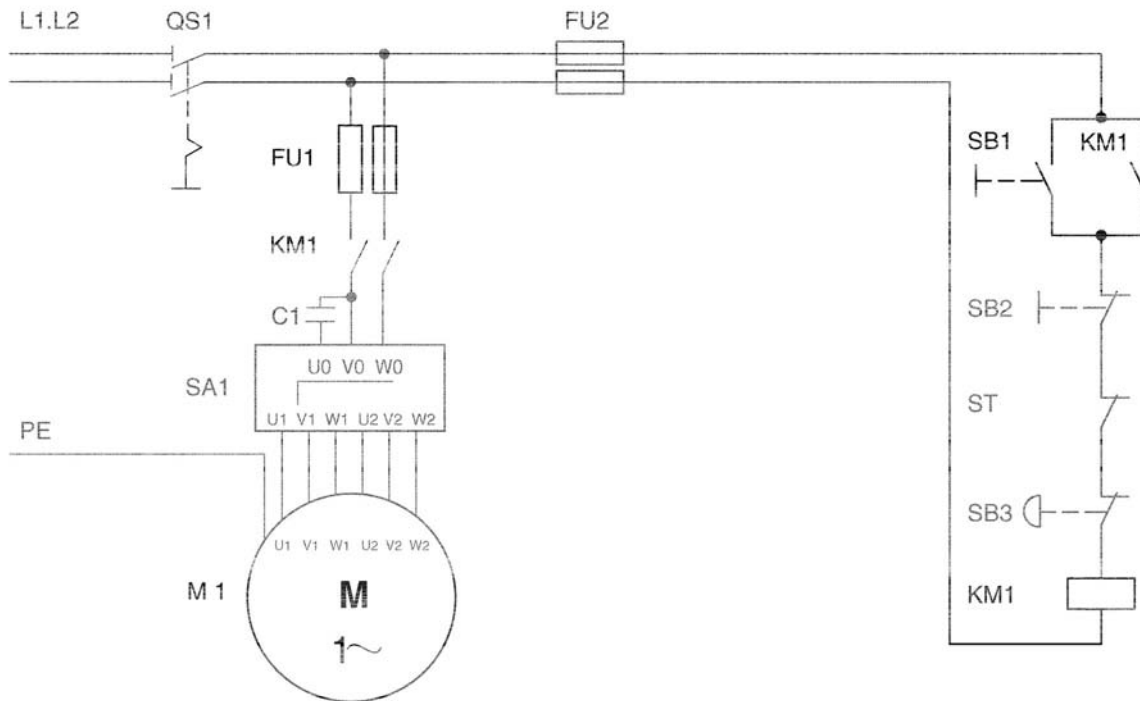 L1.L2 QS1 FU2
FU1
SB1 KM1
KM1
C1
SB2
U0 V0 W0
SA1
U1 V1 W1 U2 V2 W2
ST
PE
SB3
U1 V1 W1 U2 V2 W2
M 1 M
KM1
1~